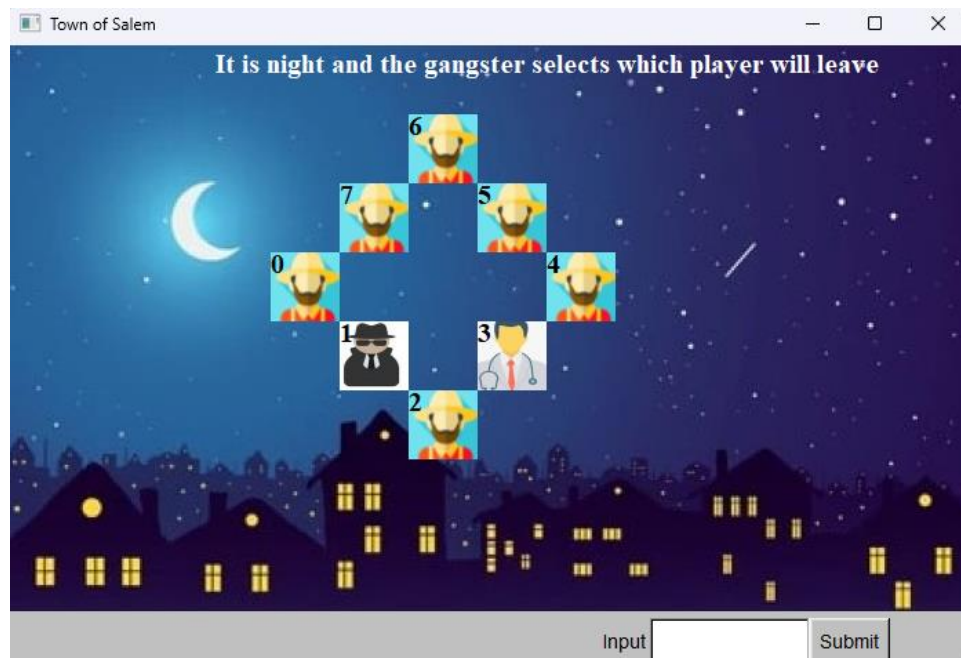 Town of Salem
It is night and the gangster selects which player will leave
6
7 5
0 4
1 3
2
Input Submit